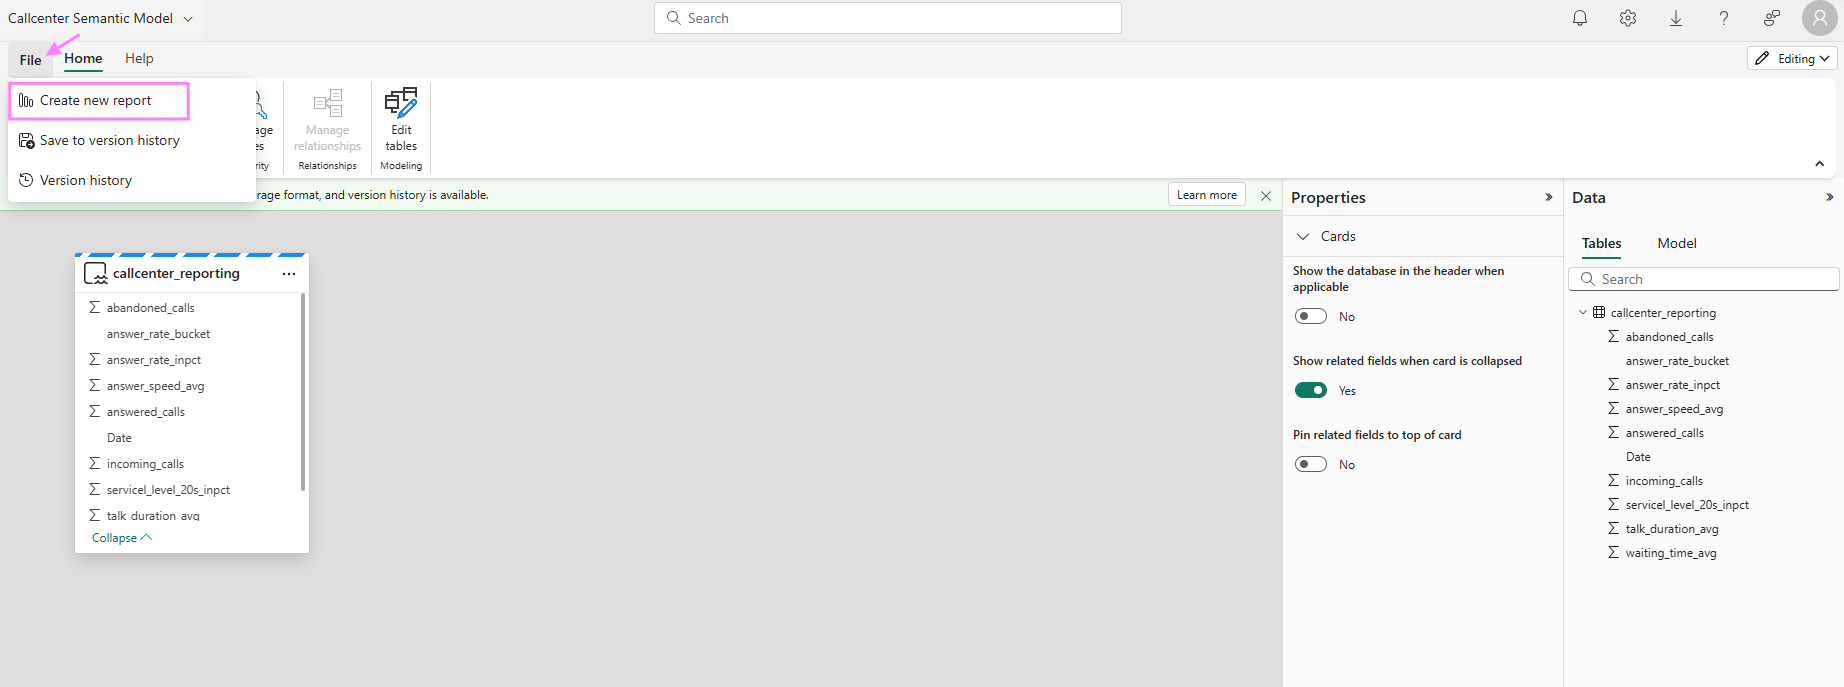 Callcenter Semantic Model
Search
File
Home
Help
Editing
Create new report
Save to version history
Version history
Manage
relationships
Relationships
Edit
tables
Modeling
age
es
rity
rage format, and version history is available.
Learn more
callcenter_reporting
abandoned_calls
answer_rate_bucket
answer_rate_inpct
answer_speed_avg
answered_calls
Date
incoming_calls
servicel_level_20s_inpct
talk_duration_avg
Collapse
Properties
Cards
Show the database in the header when
applicable
No
Show related fields when card is collapsed
Yes
Pin related fields to top of card
No
Data
Tables
Model
Search
callcenter_reporting
abandoned_calls
answer_rate_bucket
answer_rate_inpct
answer_speed_avg
answered_calls
Date
incoming_calls
servicel_level_20s_inpct
talk_duration_avg
waiting_time_avg